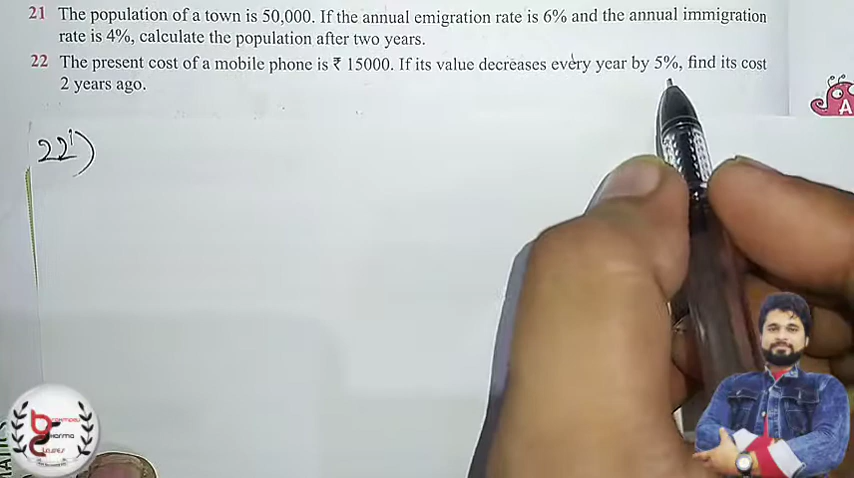 21 The population of a town is 50,000. If the annual emigration rate is 6% and the annual immigration
rate is 4%, calculate the population after two years.
22 The present cost of a mobile phone is ₹ 15000. If its value decreases every year by 5%, find its cost
2 years ago.
A
22)